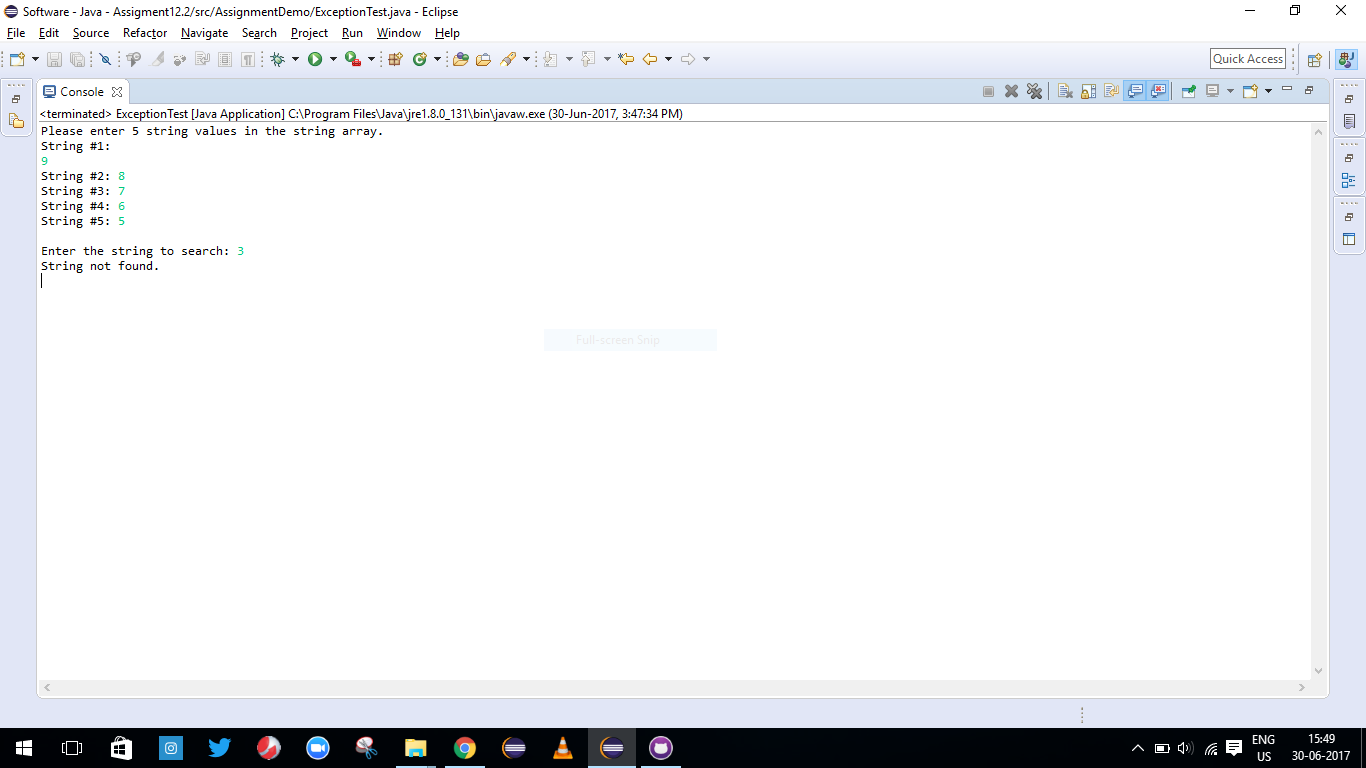 Software - Java - Assigment12.2/src/AssignmentDemo/ExceptionTest.java - Eclipse
File Edit Source Refactor Navigate Search Project Run Window Help
Quick Access
Console
<terminated> ExceptionTest [Java Application] C:\Program Files\Java\jre1.8.0_131\bin\javaw.exe (30-Jun-2017, 3:47:34 PM)
Please enter 5 string values in the string array.
String #1:
9
String #2: 8
String #3: 7
String #4: 6
String #5: 5
Enter the string to search: 3
String not found.
Full-screen Snip
ENG
US
15:49
30-06-2017